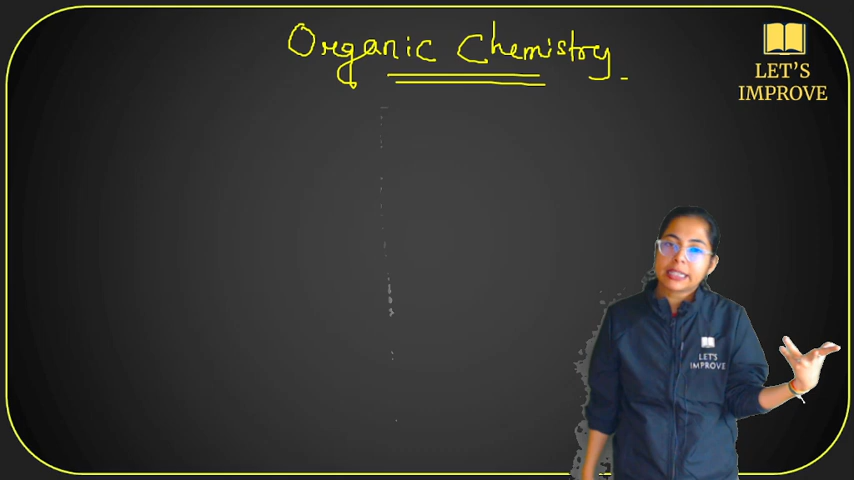 Organic Chemistry
LET'S
IMPROVE
LET'S
IMPROVE